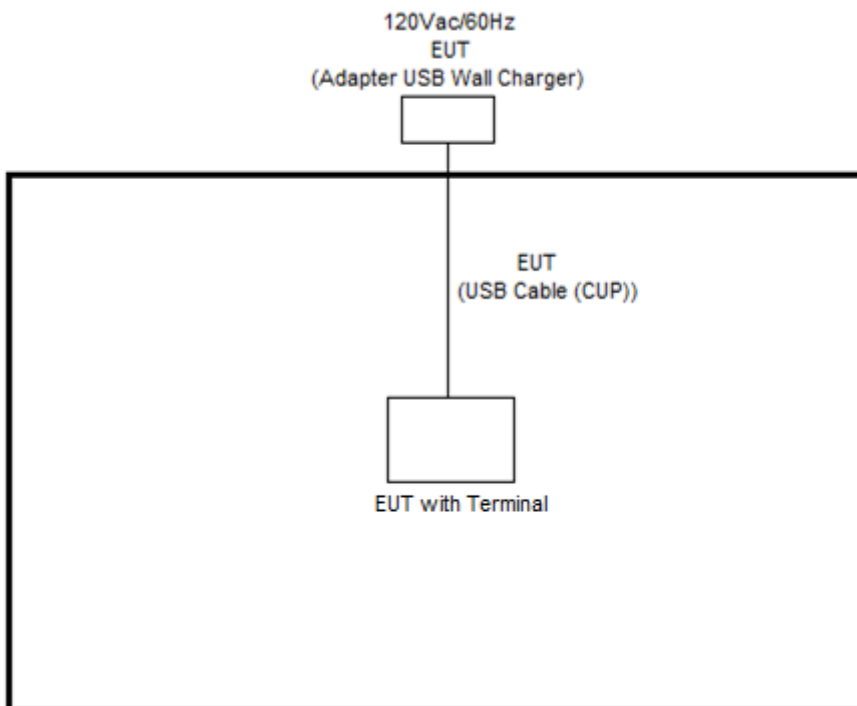 120Vac/60Hz
EUT
(Adapter USB Wall Charger)
EUT
(USB Cable (CUP))
EUT with Terminal